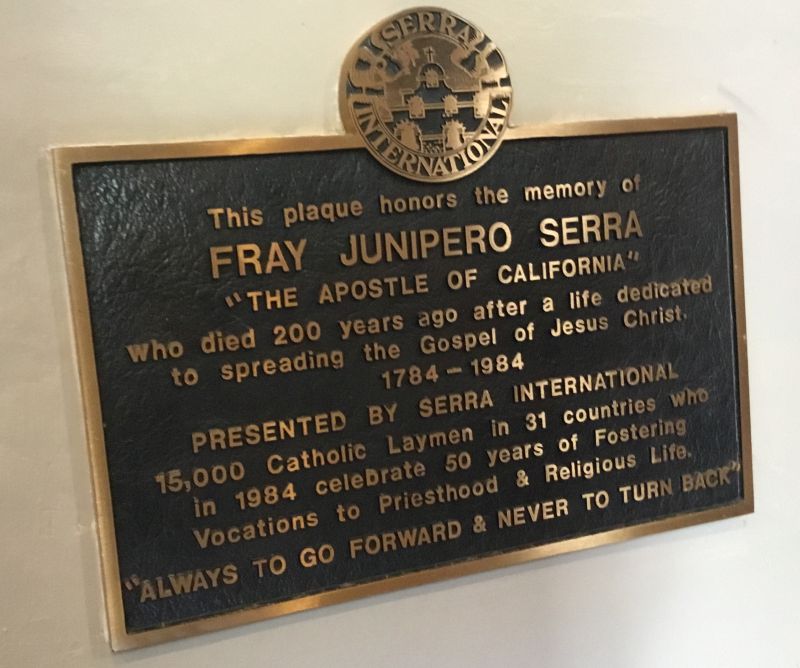 SERRA
INTERNATIONAL
This plaque honors the memory of
FRAY JUNIPERO SERRA
"THE APOSTLE OF CALIFORNIA"
who died 200 years ago after a life dedicated
to spreading the Gospel of Jesus Christ.
1784 - 1984
PRESENTED BY SERRA INTERNATIONAL
15,000 Catholic Laymen in 31 countries who
in 1984 celebrate 50 years of Fostering
Vocations to Priesthood & Religious Life.
"ALWAYS TO GO FORWARD & NEVER TO TURN BACK"